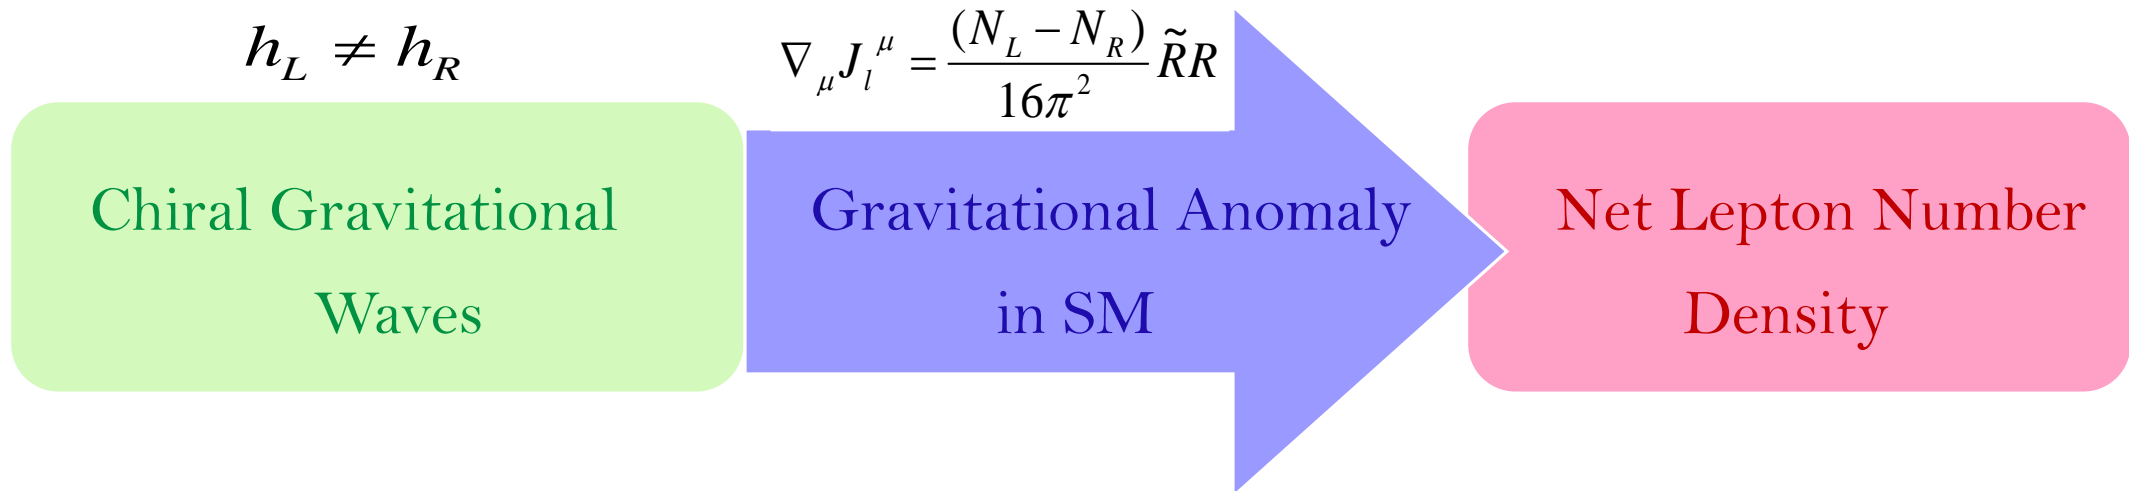 h_L ≠ h_R
∇_μ J_l^μ = (N_L − N_R) / 16π² R̃R
Chiral Gravitational
Waves
Gravitational Anomaly
in SM
Net Lepton Number
Density